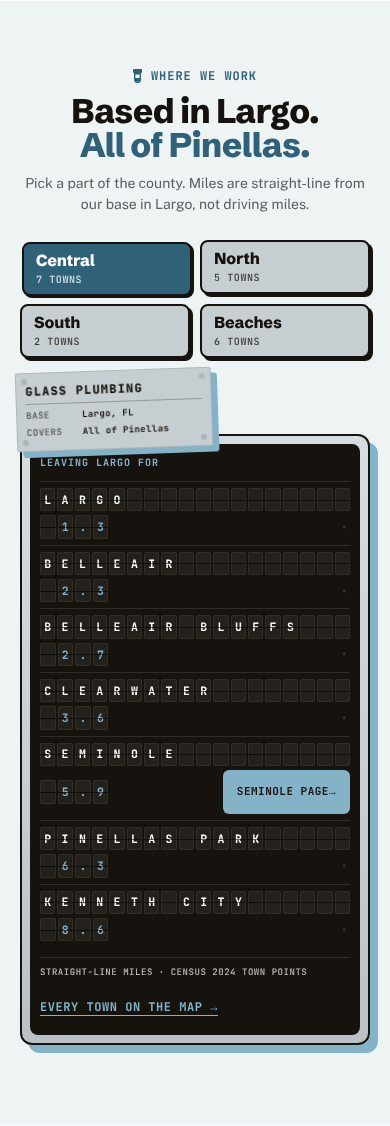 WHERE WE WORK
Based in Largo.
All of Pinellas.
Pick a part of the county. Miles are straight-line from
our base in Largo, not driving miles.
Central
7 TOWNS
North
5 TOWNS
South
2 TOWNS
Beaches
6 TOWNS
GLASS PLUMBING
BASE Largo, FL
COVERS All of Pinellas
LEAVING LARGO FOR
LARGO
1.3
BELLEAIR
2.3
BELLEAIR BLUFFS
2.7
CLEARWATER
3.6
SEMINOLE
5.9
SEMINOLE PAGE→
PINELLAS PARK
6.3
KENNETH CITY
8.6
STRAIGHT-LINE MILES · CENSUS 2024 TOWN POINTS
EVERY TOWN ON THE MAP →